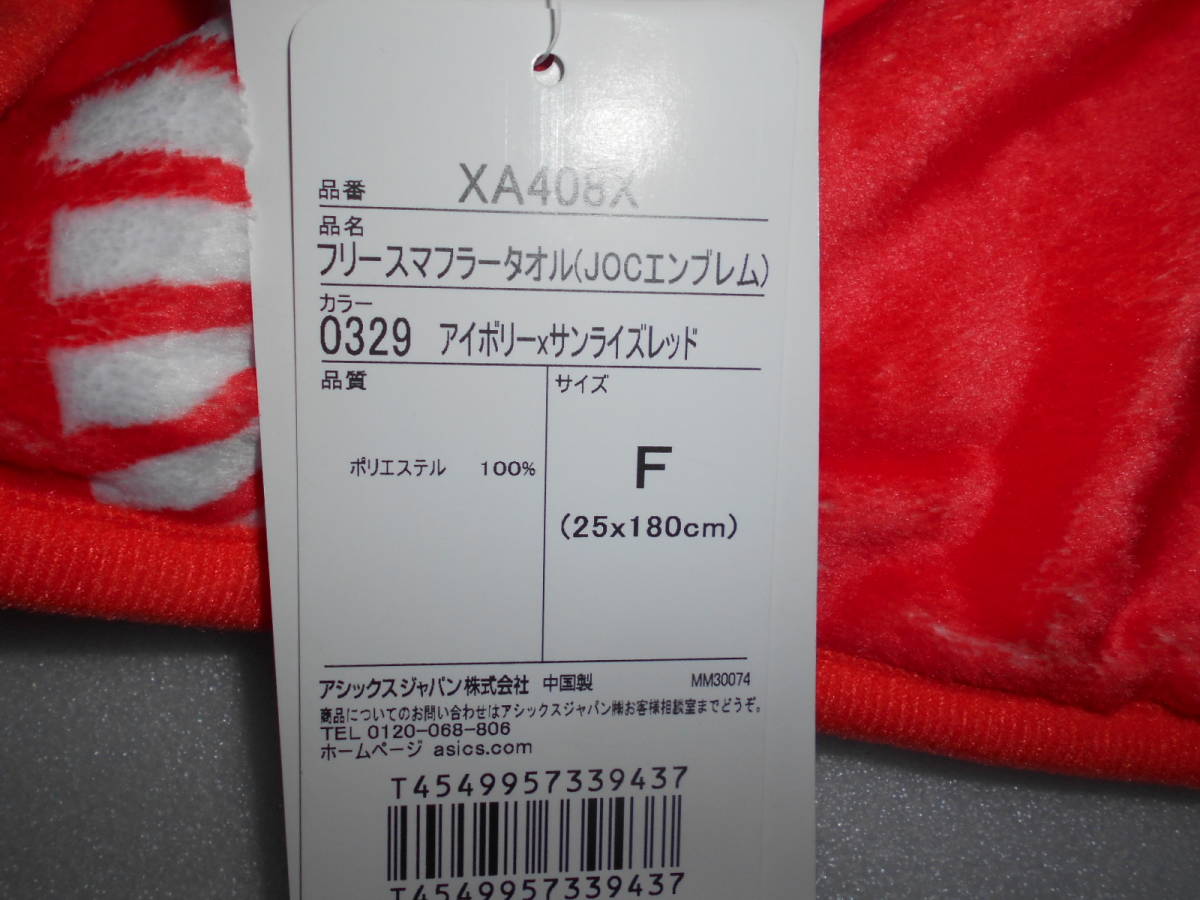 品番 XA408X
品名
フリースマフラータオル(JOCエンブレム)
カラー
0329 アイボリーxサンライズレッド
品質
ポリエステル 100%
サイズ
F
(25x180cm)
アシックスジャパン株式会社 中国製 MM30074
商品についてのお問い合わせはアシックスジャパン㈱お客様相談室までどうぞ。
TEL 0120-068-806
ホームページ asics.com
T4549957339437
T4549957339437